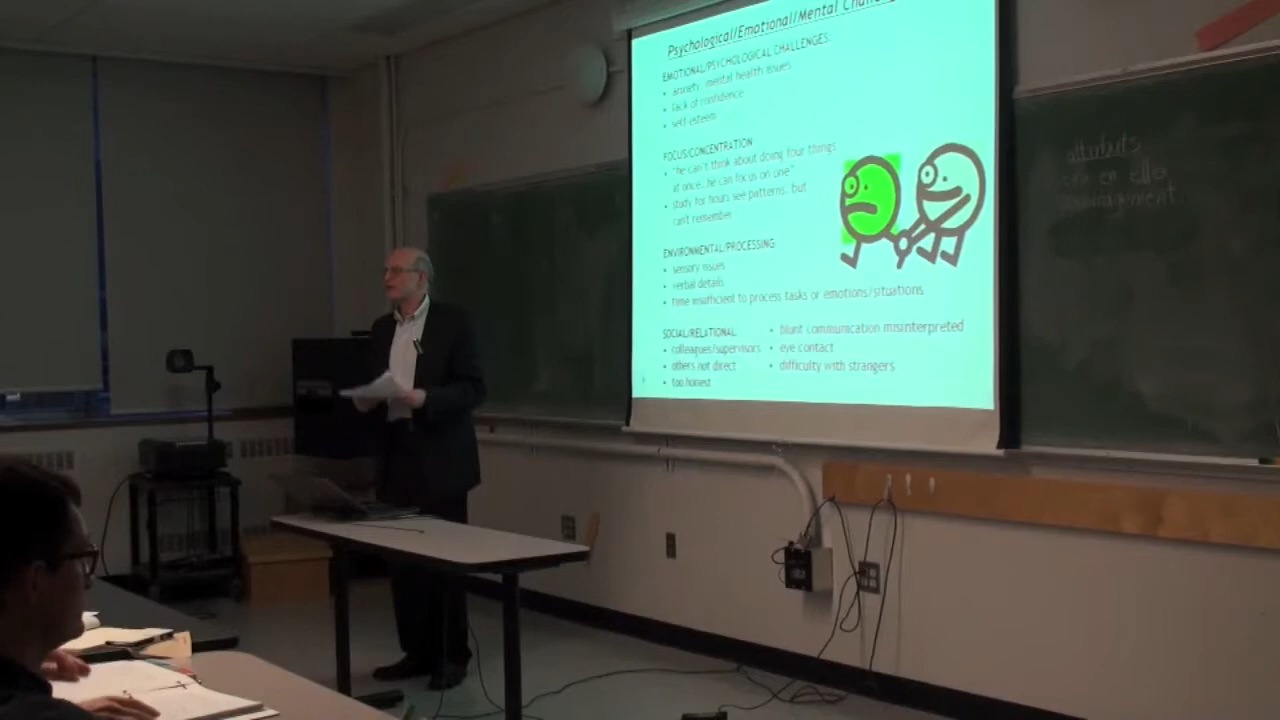 Psychological/Emotional/Mental
EMOTIONAL/PSYCHOLOGICAL CHALLENGES:
• anxiety, mental health issues
• lack of confidence
• self-esteem
FOCUS/CONCENTRATION
• "he can't think about doing four things
at once…he can focus on one"
• study for hours see patterns, but
can't remember
ENVIRONMENTAL/PROCESSING
• sensory issues
• verbal details
• time insufficient to process tasks or emotions/situations
SOCIAL/RELATIONAL
• colleagues/supervisors
• others not direct
• too honest
• blunt communication misinterpreted
• eye contact
• difficulty with strangers